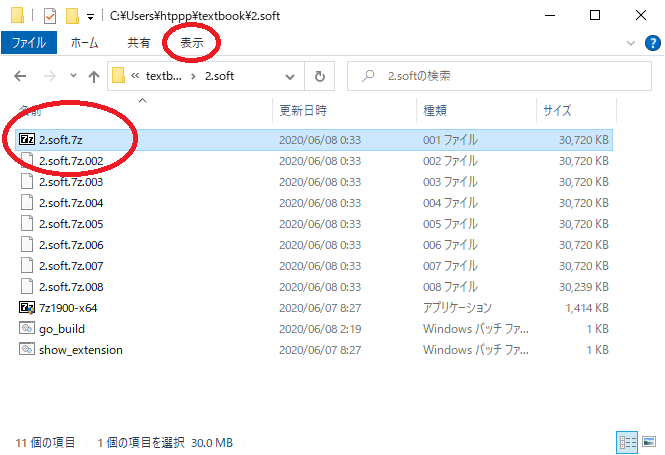 C:¥Users¥htppp¥textbook¥2.soft
ファイル ホーム 共有 表示
« textb... › 2.soft 2.softの検索
名前 更新日時 種類 サイズ
2.soft.7z 2020/06/08 0:33 001 ファイル 30,720 KB
2.soft.7z.002 2020/06/08 0:33 002 ファイル 30,720 KB
2.soft.7z.003 2020/06/08 0:33 003 ファイル 30,720 KB
2.soft.7z.004 2020/06/08 0:33 004 ファイル 30,720 KB
2.soft.7z.005 2020/06/08 0:33 005 ファイル 30,720 KB
2.soft.7z.006 2020/06/08 0:33 006 ファイル 30,720 KB
2.soft.7z.007 2020/06/08 0:33 007 ファイル 30,720 KB
2.soft.7z.008 2020/06/08 0:33 008 ファイル 30,239 KB
7z1900-x64 2020/06/07 8:27 アプリケーション 1,414 KB
go_build 2020/06/08 2:19 Windows バッチ ファ... 1 KB
show_extension 2020/06/07 8:27 Windows バッチ ファ... 1 KB
11 個の項目 1 個の項目を選択 30.0 MB